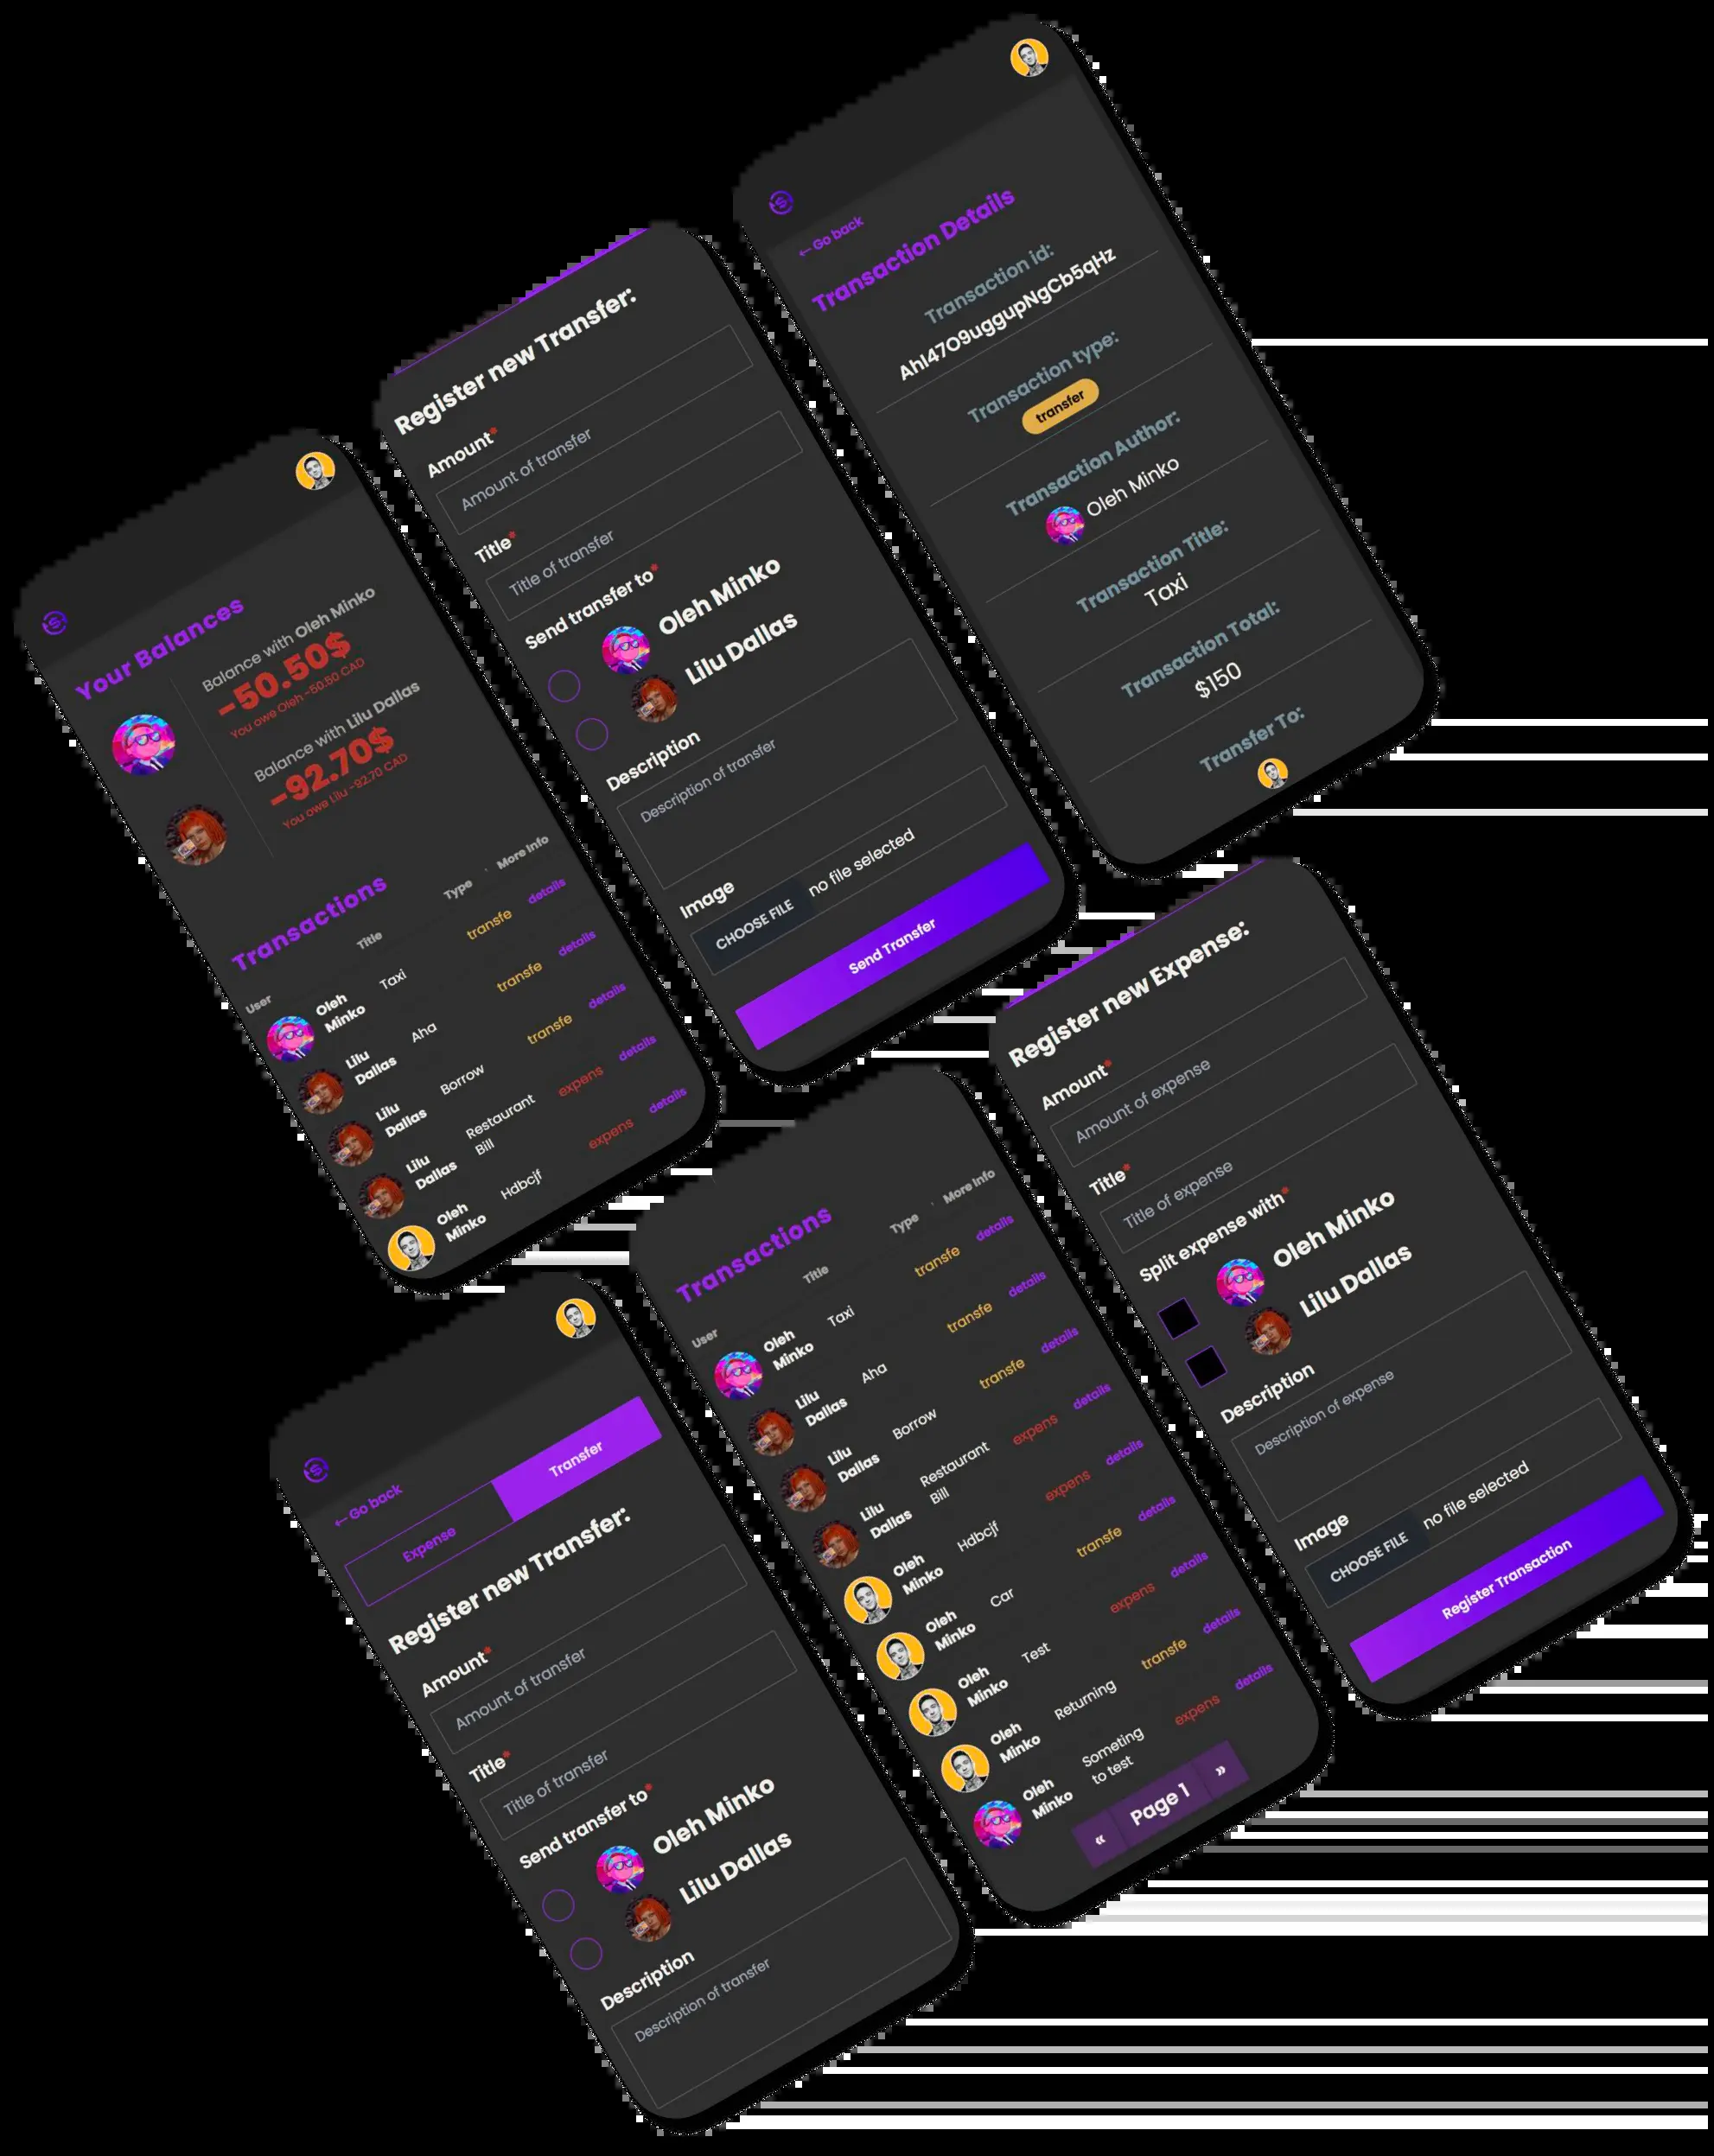 ← Go back
Transaction Details
Transaction id:
AhI47O9uggupNgCb5qHz
Transaction type:
transfer
Transaction Author:
Oleh Minko
Transaction Title:
Taxi
Transaction Total:
$150
Transfer To:
Register new Transfer:
Amount*
Amount of transfer
Title*
Title of transfer
Send transfer to*
Oleh Minko
Lilu Dallas
Description
Description of transfer
Image
CHOOSE FILE no file selected
Send Transfer
Your Balances
Balance with Oleh Minko
-50.50$
You owe Oleh -50.50 CAD
Balance with Lilu Dallas
-92.70$
You owe Lilu -92.70 CAD
Transactions
User Title Type More Info
Oleh Minko Taxi transfe details
Lilu Dallas Aha transfe details
Lilu Dallas Borrow transfe details
Lilu Dallas Restaurant Bill expens details
Oleh Minko Hdbcjf expens details
Register new Expense:
Amount*
Amount of expense
Title*
Title of expense
Split expense with*
Oleh Minko
Lilu Dallas
Description
Description of expense
Image
CHOOSE FILE no file selected
Register Transaction
Transactions
User Title Type More Info
Oleh Minko Taxi transfe details
Lilu Dallas Aha transfe details
Lilu Dallas Borrow transfe details
Lilu Dallas Restaurant Bill expens details
Oleh Minko Hdbcjf expens details
Oleh Minko Car transfe details
Oleh Minko Test expens details
Oleh Minko Returning transfe details
Oleh Minko Someting to test expens details
« Page 1 »
← Go back
Expense Transfer
Register new Transfer:
Amount*
Amount of transfer
Title*
Title of transfer
Send transfer to*
Oleh Minko
Lilu Dallas
Description
Description of transfer